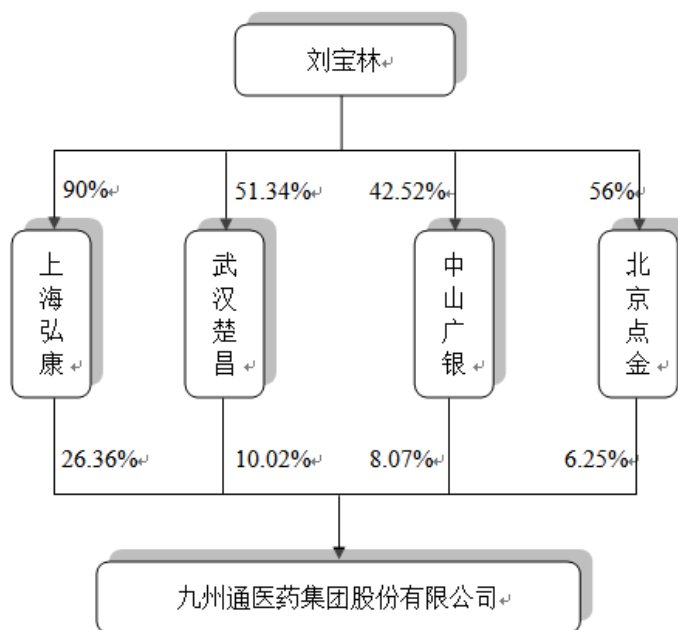 刘宝林
90%
51.34%
42.52%
56%
上海弘康
武汉楚昌
中山广银
北京点金
26.36%
10.02%
8.07%
6.25%
九州通医药集团股份有限公司